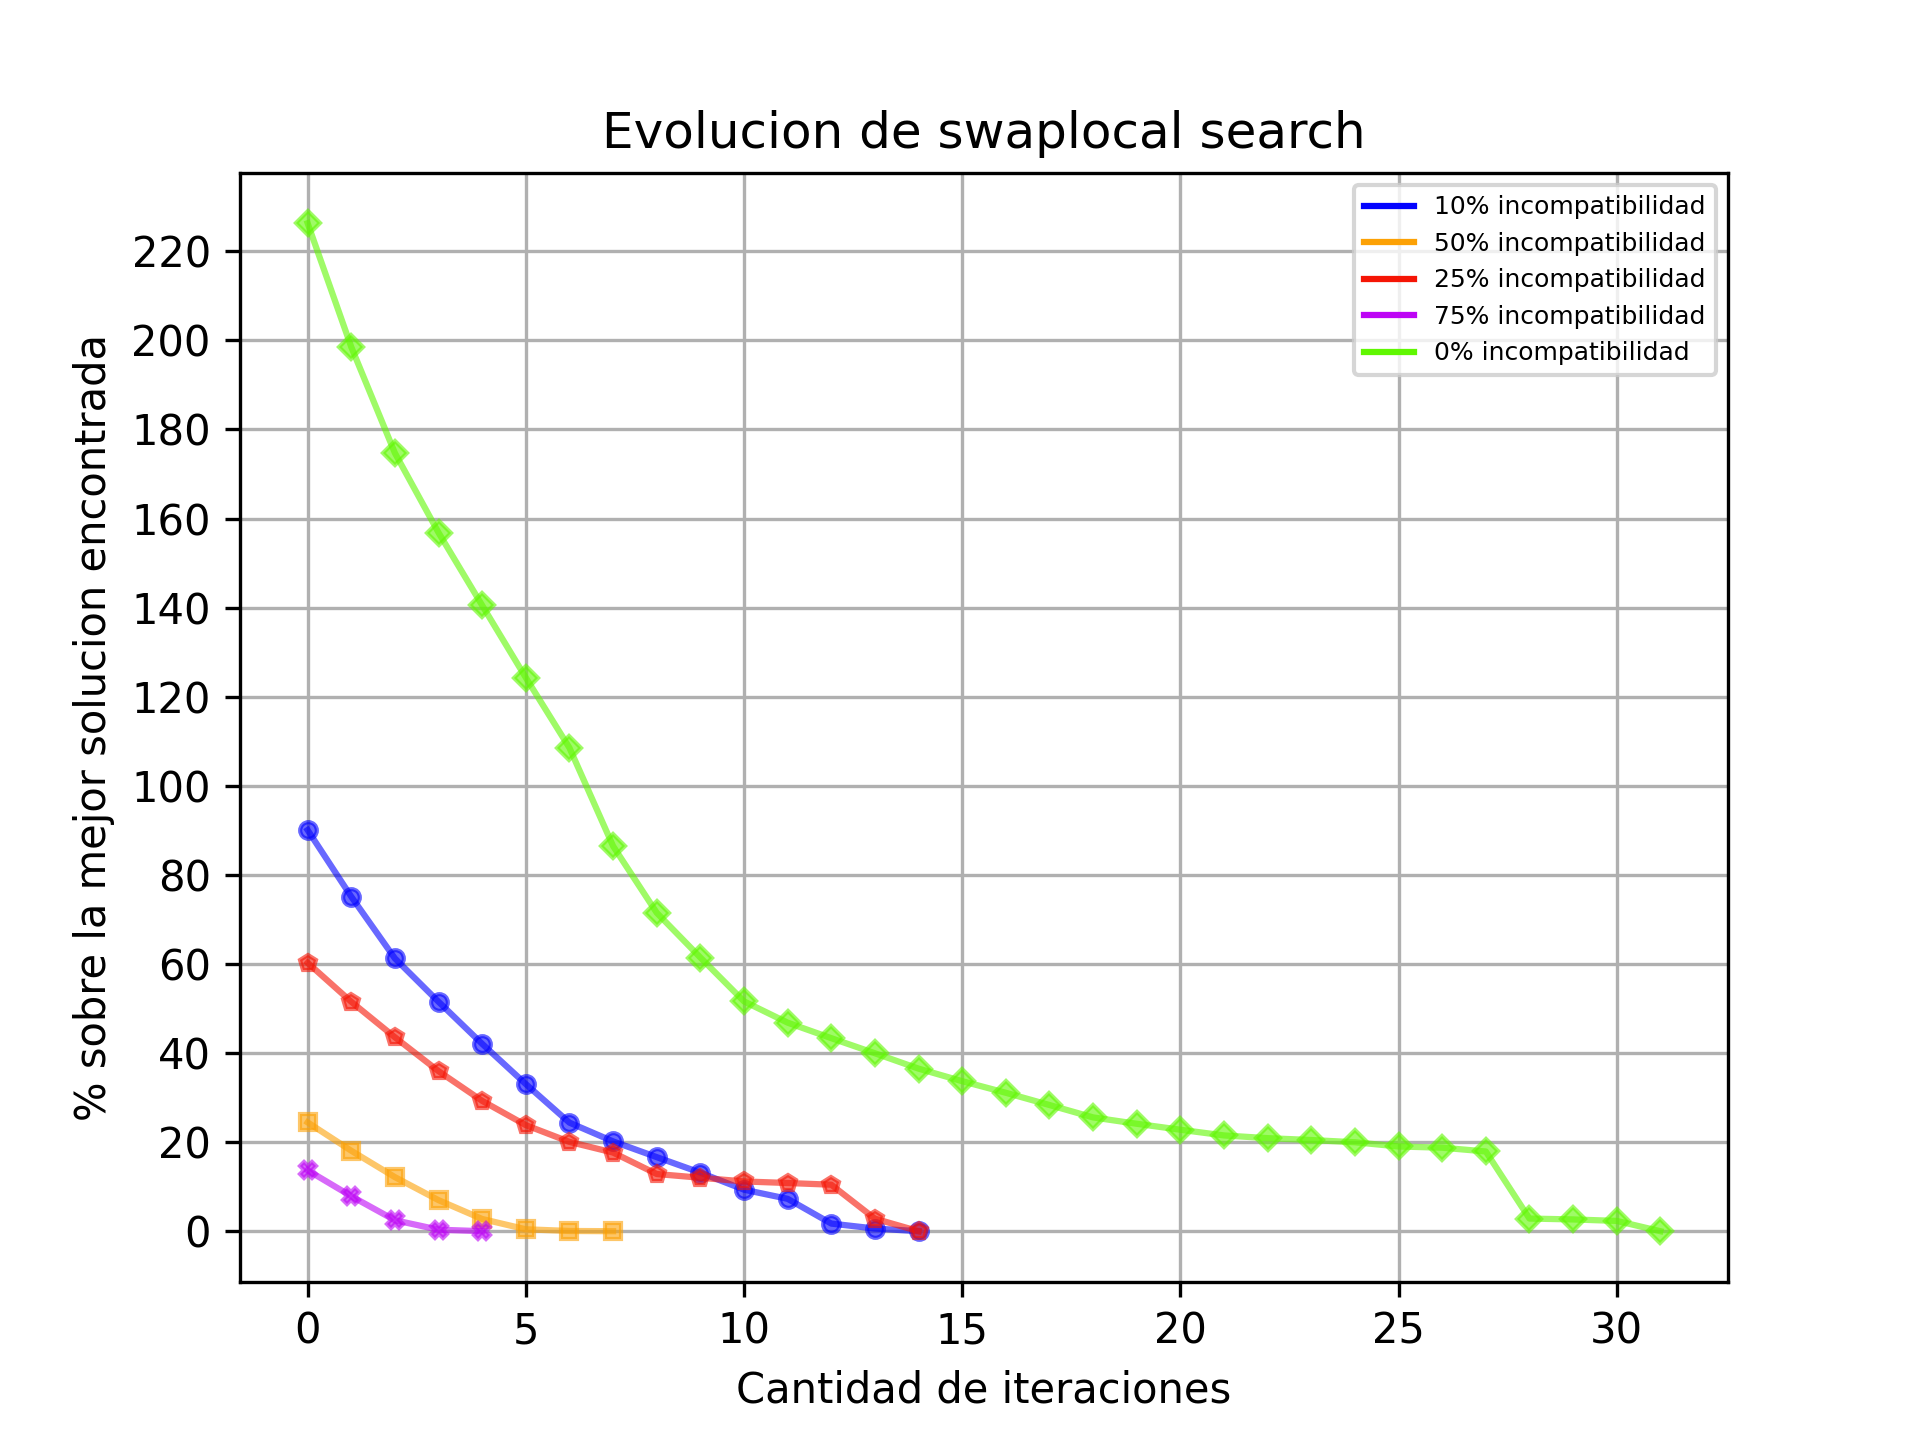 Evolucion de swaplocal search
% sobre la mejor solucion encontrada
220
200
180
160
140
120
100
80
60
40
20
0
10% incompatibilidad
50% incompatibilidad
25% incompatibilidad
75% incompatibilidad
0% incompatibilidad
0 5 10 15 20 25 30
Cantidad de iteraciones